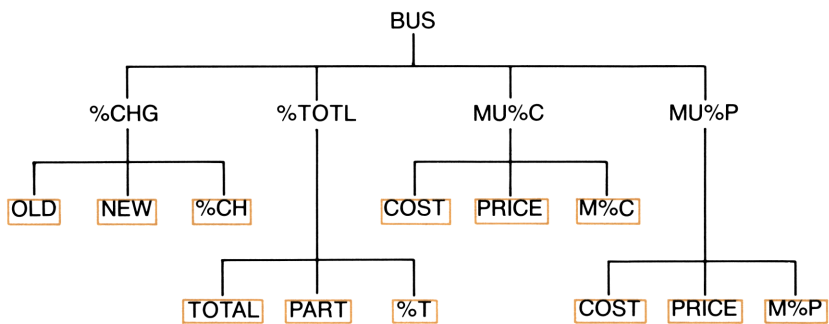 BUS
%CHG %TOTL MU%C MU%P
OLD NEW %CH COST PRICE M%C
TOTAL PART %T COST PRICE M%P